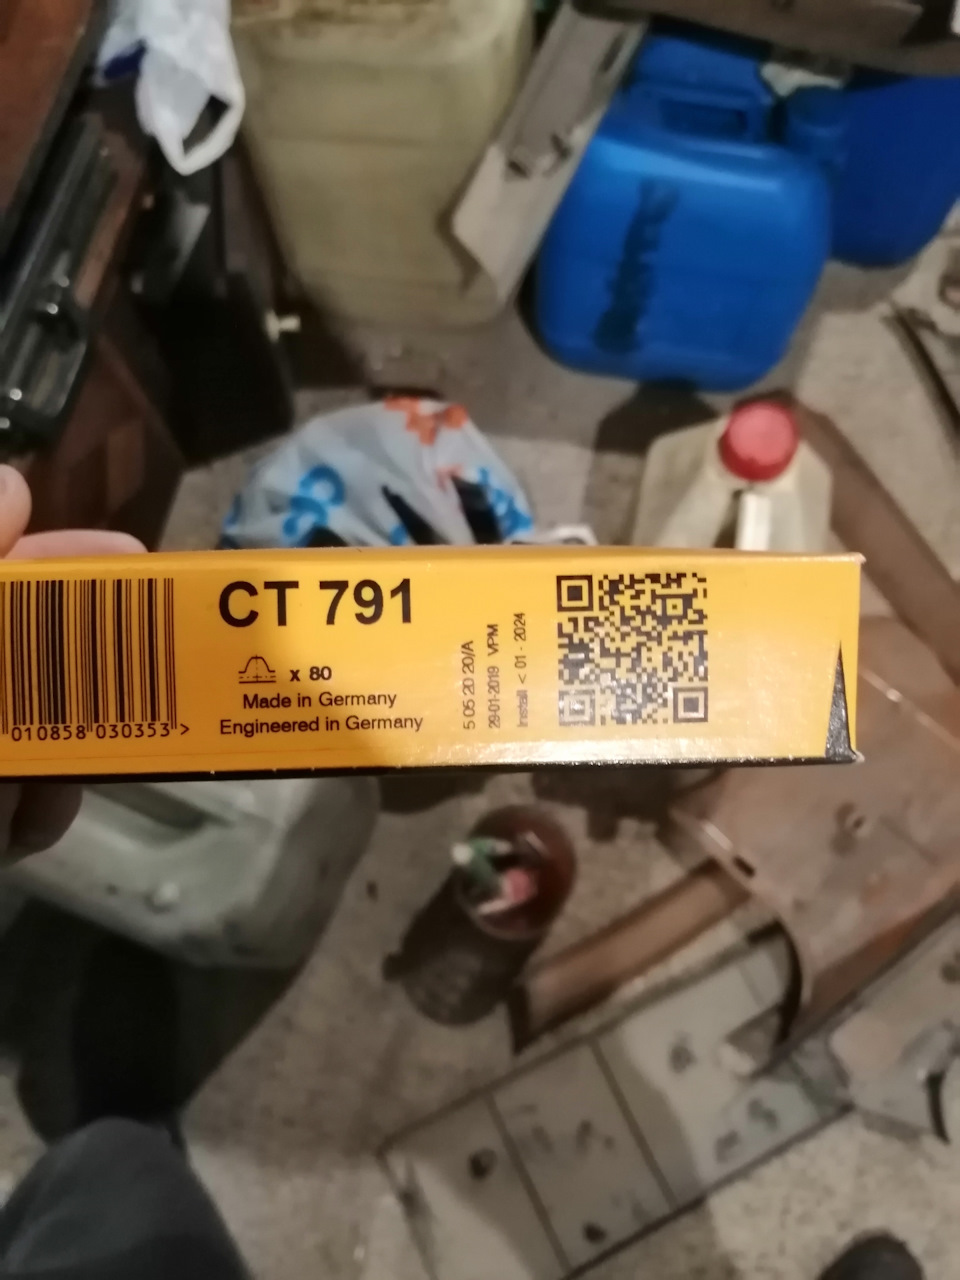 CT 791
x 80
Made in Germany
Engineered in Germany
010858 030353 >
5 05 20 20/A
29-01-2019 VPM
Install < 01 - 2024